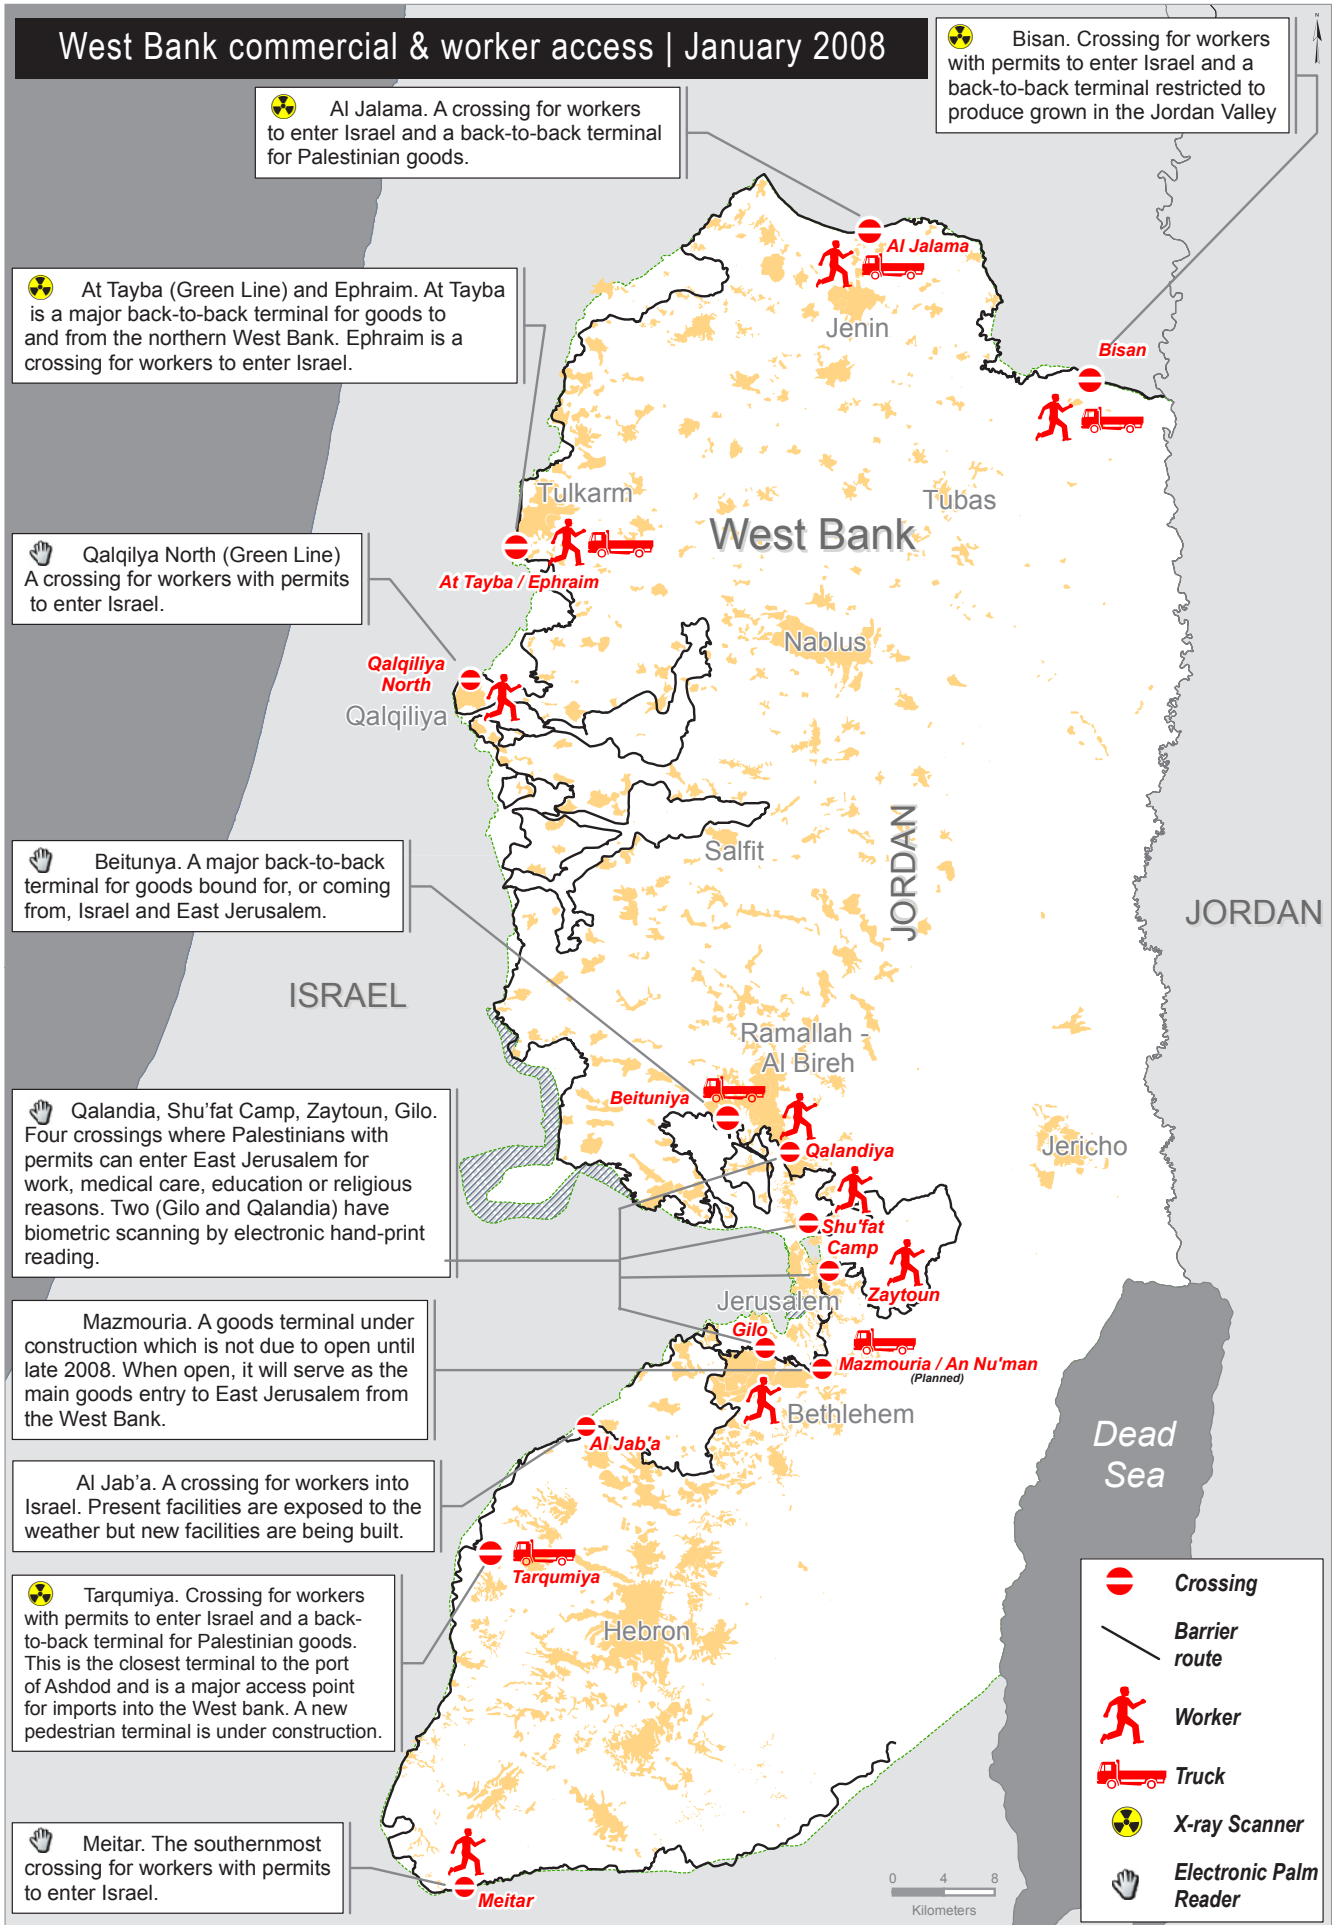 West Bank commercial & worker access | January 2008
Bisan. Crossing for workers
with permits to enter Israel and a
back-to-back terminal restricted to
produce grown in the Jordan Valley
N
Al Jalama. A crossing for workers
to enter Israel and a back-to-back terminal
for Palestinian goods.
Al Jalama
Jenin
At Tayba (Green Line) and Ephraim. At Tayba
is a major back-to-back terminal for goods to
and from the northern West Bank. Ephraim is a
crossing for workers to enter Israel.
Bisan
Tulkarm
Tubas
West Bank
At Tayba / Ephraim
Qalqilya North (Green Line)
A crossing for workers with permits
to enter Israel.
Nablus
Qalqiliya
North
Qalqiliya
Salfit
JORDAN
JORDAN
Beitunya. A major back-to-back
terminal for goods bound for, or coming
from, Israel and East Jerusalem.
ISRAEL
Ramallah -
Al Bireh
Beituniya
Qalandiya
Jericho
Qalandia, Shu'fat Camp, Zaytoun, Gilo.
Four crossings where Palestinians with
permits can enter East Jerusalem for
work, medical care, education or religious
reasons. Two (Gilo and Qalandia) have
biometric scanning by electronic hand-print
reading.
Shu'fat
Camp
Zaytoun
Jerusalem
Gilo
Mazmouria / An Nu'man
(Planned)
Mazmouria. A goods terminal under
construction which is not due to open until
late 2008. When open, it will serve as the
main goods entry to East Jerusalem from
the West Bank.
Bethlehem
Al Jab'a
Dead
Sea
Al Jab'a. A crossing for workers into
Israel. Present facilities are exposed to the
weather but new facilities are being built.
Tarqumiya
Hebron
Tarqumiya. Crossing for workers
with permits to enter Israel and a back-
to-back terminal for Palestinian goods.
This is the closest terminal to the port
of Ashdod and is a major access point
for imports into the West bank. A new
pedestrian terminal is under construction.
Meitar. The southernmost
crossing for workers with permits
to enter Israel.
Meitar
0 4 8
Kilometers
Crossing
Barrier
route
Worker
Truck
X-ray Scanner
Electronic Palm
Reader